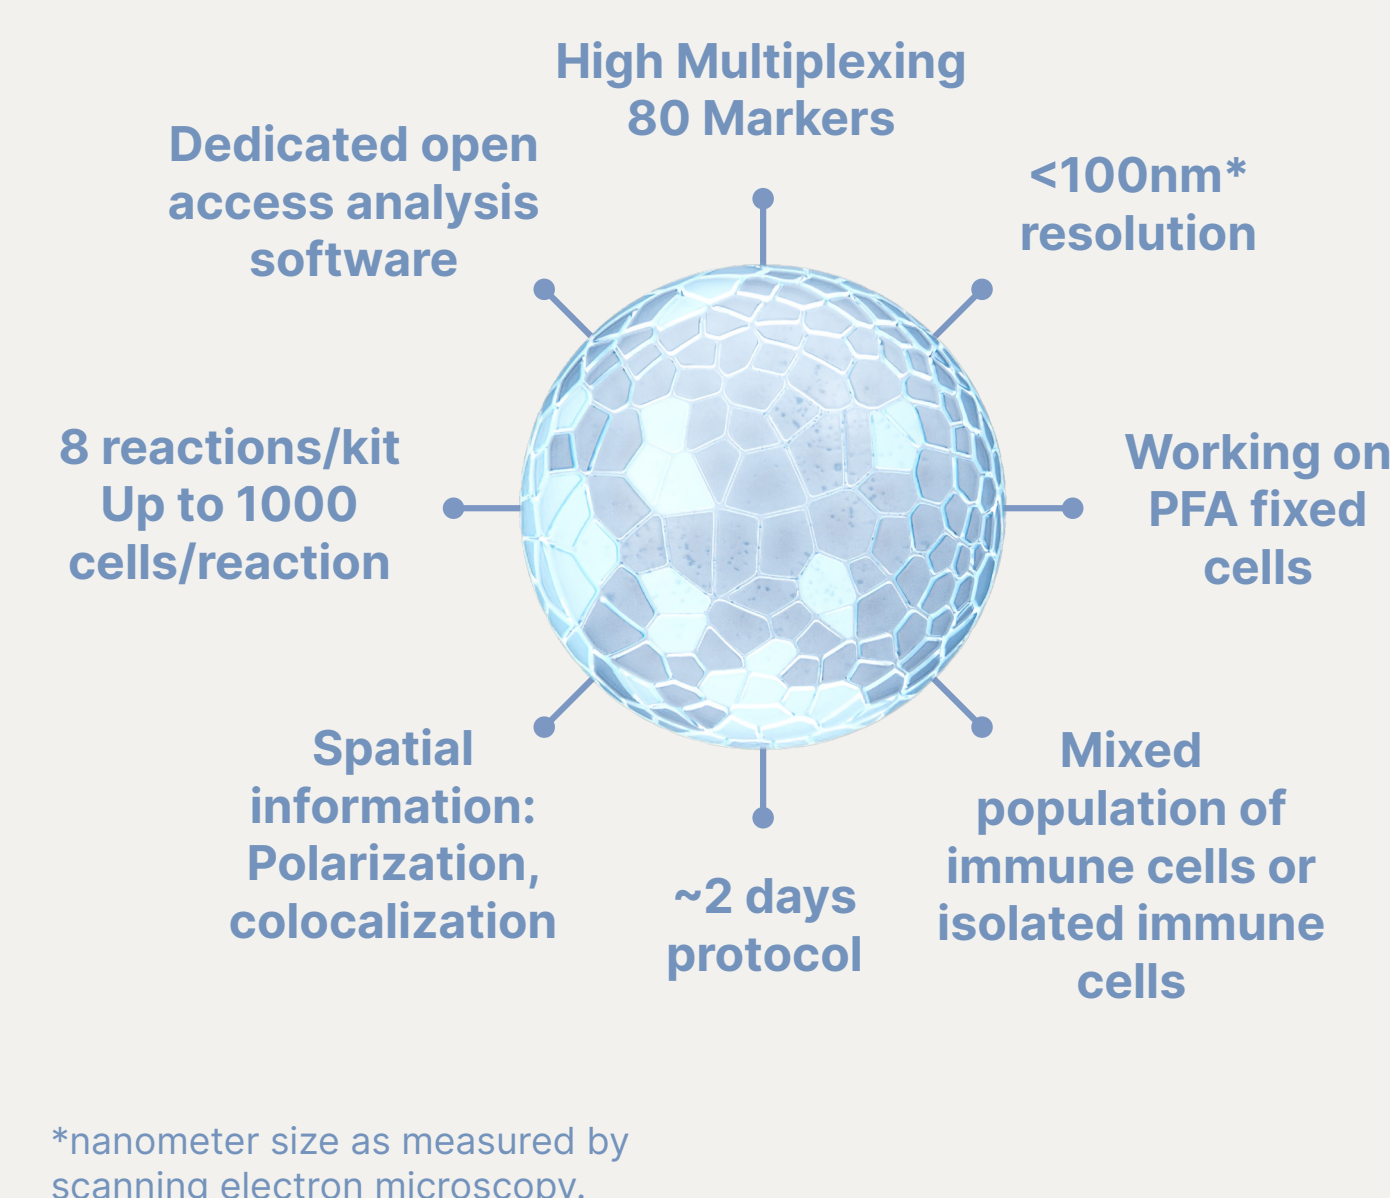 High Multiplexing
80 Markers
Dedicated open
access analysis
software
<100nm*
resolution
8 reactions/kit
Up to 1000
cells/reaction
Working on
PFA fixed
cells
Spatial
information:
Polarization,
colocalization
~2 days
protocol
Mixed
population of
immune cells or
isolated immune
cells
*nanometer size as measured by
scanning electron microscopy.